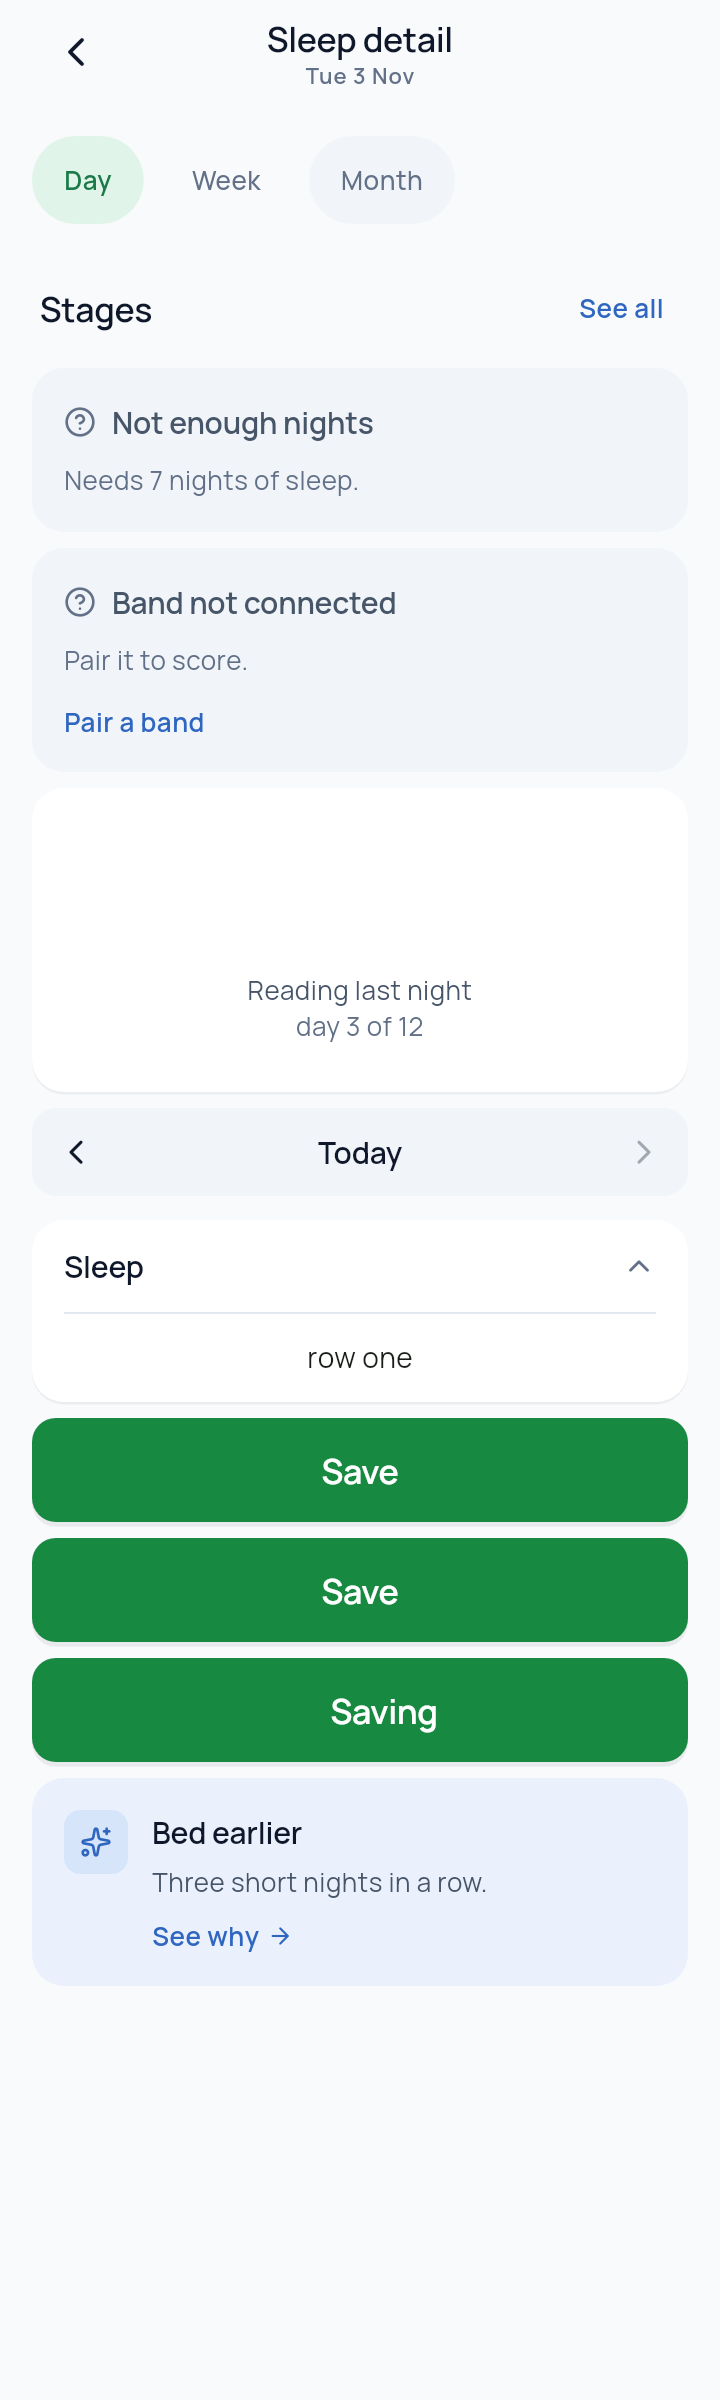 Sleep detail
Tue 3 Nov
Day Week Month
Stages See all
Not enough nights
Needs 7 nights of sleep.
Band not connected
Pair it to score.
Pair a band
Reading last night
day 3 of 12
Today
Sleep
row one
Save
Save
Saving
Bed earlier
Three short nights in a row.
See why